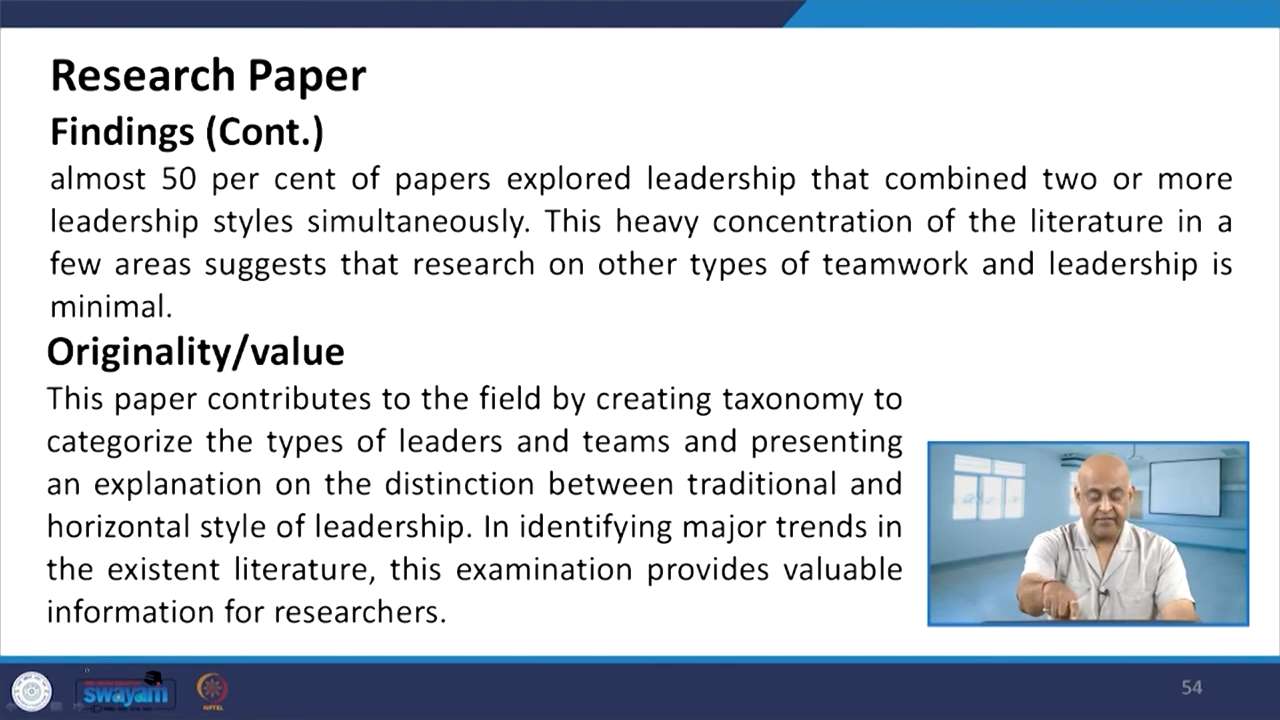 Research Paper
Findings (Cont.)
almost 50 per cent of papers explored leadership that combined two or more
leadership styles simultaneously. This heavy concentration of the literature in a
few areas suggests that research on other types of teamwork and leadership is
minimal.
Originality/value
This paper contributes to the field by creating taxonomy to
categorize the types of leaders and teams and presenting
an explanation on the distinction between traditional and
horizontal style of leadership. In identifying major trends in
the existent literature, this examination provides valuable
information for researchers.
swayam
NPTEL
54